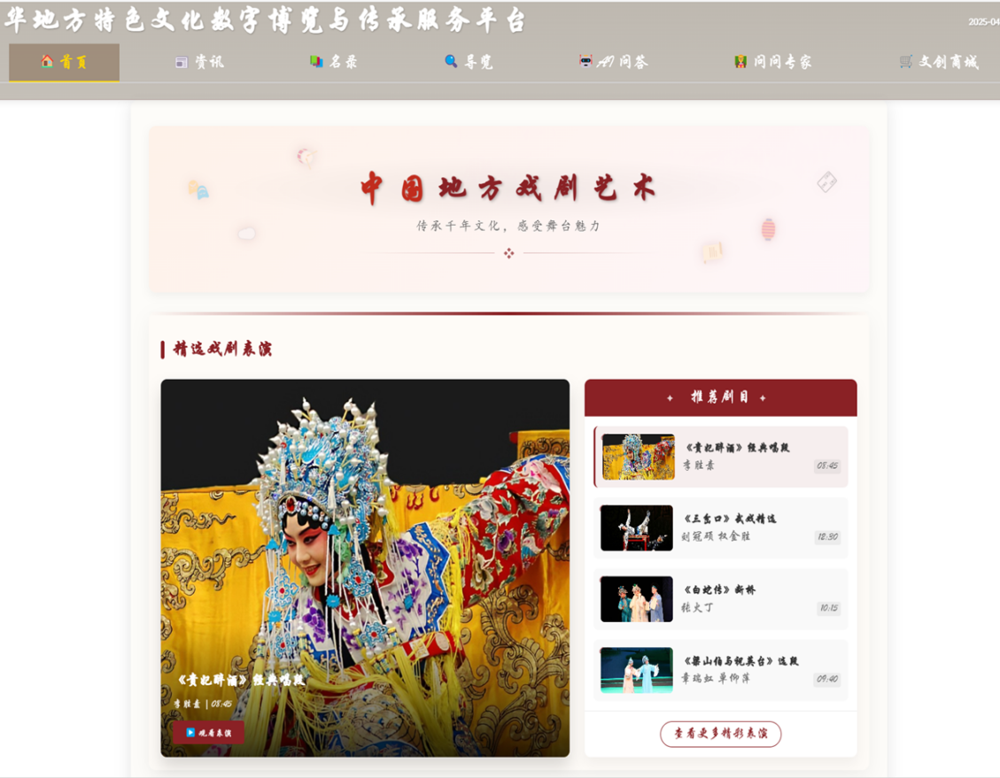 华地方特色文化数字博览与传承服务平台
2025-04
首页 资讯 名录 导览 AI问答 问问专家 文创商城
中国地方戏剧艺术
传承千年文化，感受舞台魅力
精选戏剧表演
《贵妃醉酒》经典唱段
李胜素 | 08:45
观看表演
推荐剧目
《贵妃醉酒》经典唱段
李胜素 08:45
《三岔口》武戏精选
刘冠硕 权金胜 12:30
《白蛇传》断桥
张火丁 10:15
《梁山伯与祝英台》选段
章瑞虹 单仰萍 09:40
查看更多精彩表演